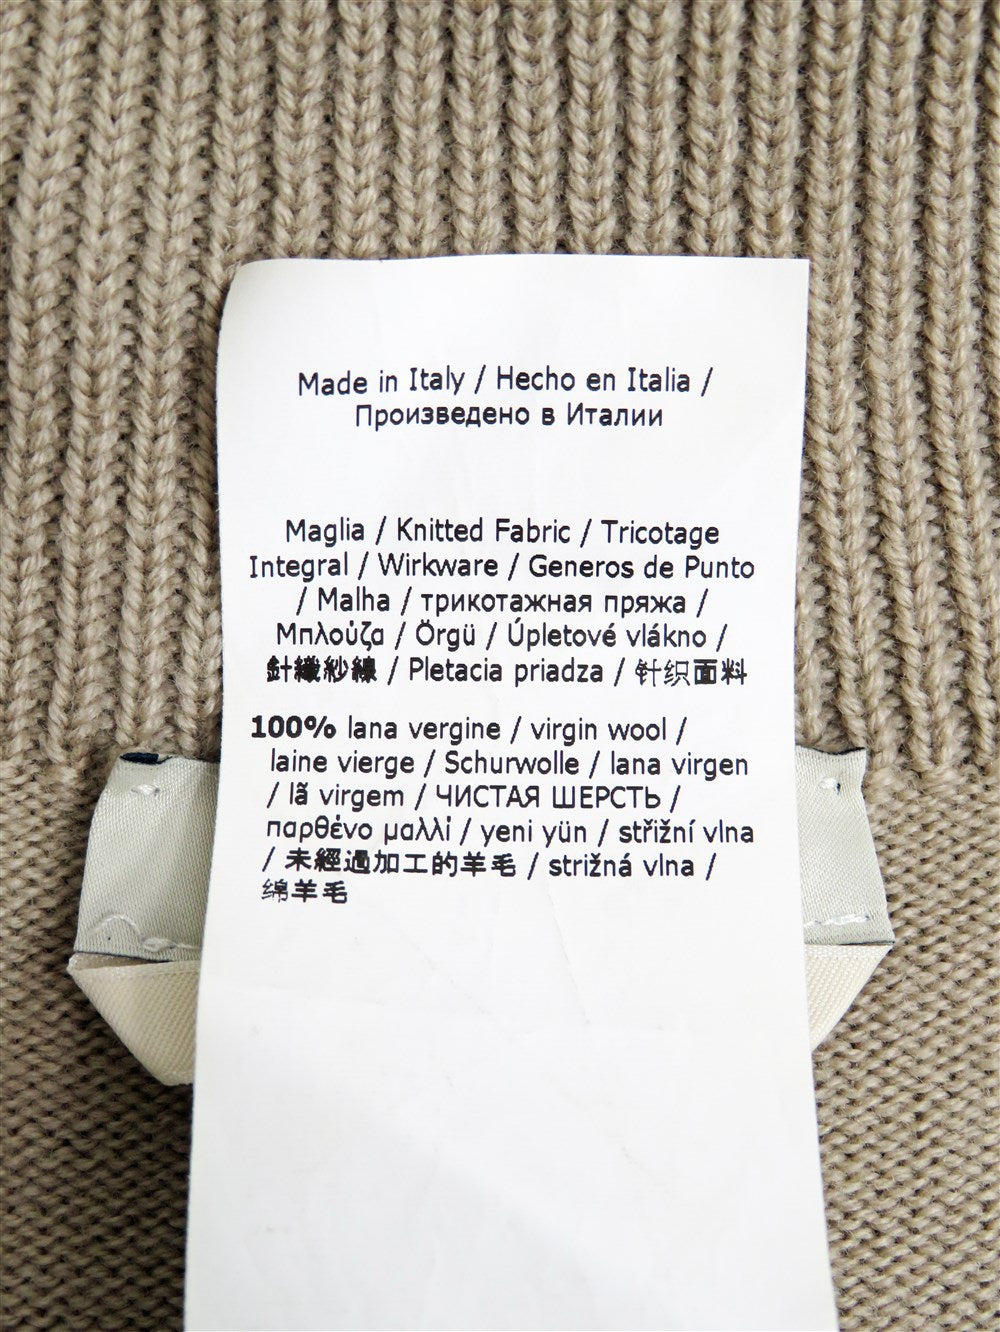 Made in Italy / Hecho en Italia /
Произведено в Италии
Maglia / Knitted Fabric / Tricotage
Integral / Wirkware / Generos de Punto
/ Malha / трикотажная пряжа /
Μπλούζα / Örgü / Úpletové vlákno /
針織紗線 / Pletacia priadza / 针织面料
100% lana vergine / virgin wool /
laine vierge / Schurwolle / lana virgen
/ lã virgem / ЧИСТАЯ ШЕРСТЬ /
παρθένο μαλλί / yeni yün / střižní vlna
/ 未經過加工的羊毛 / strižná vlna /
绵羊毛